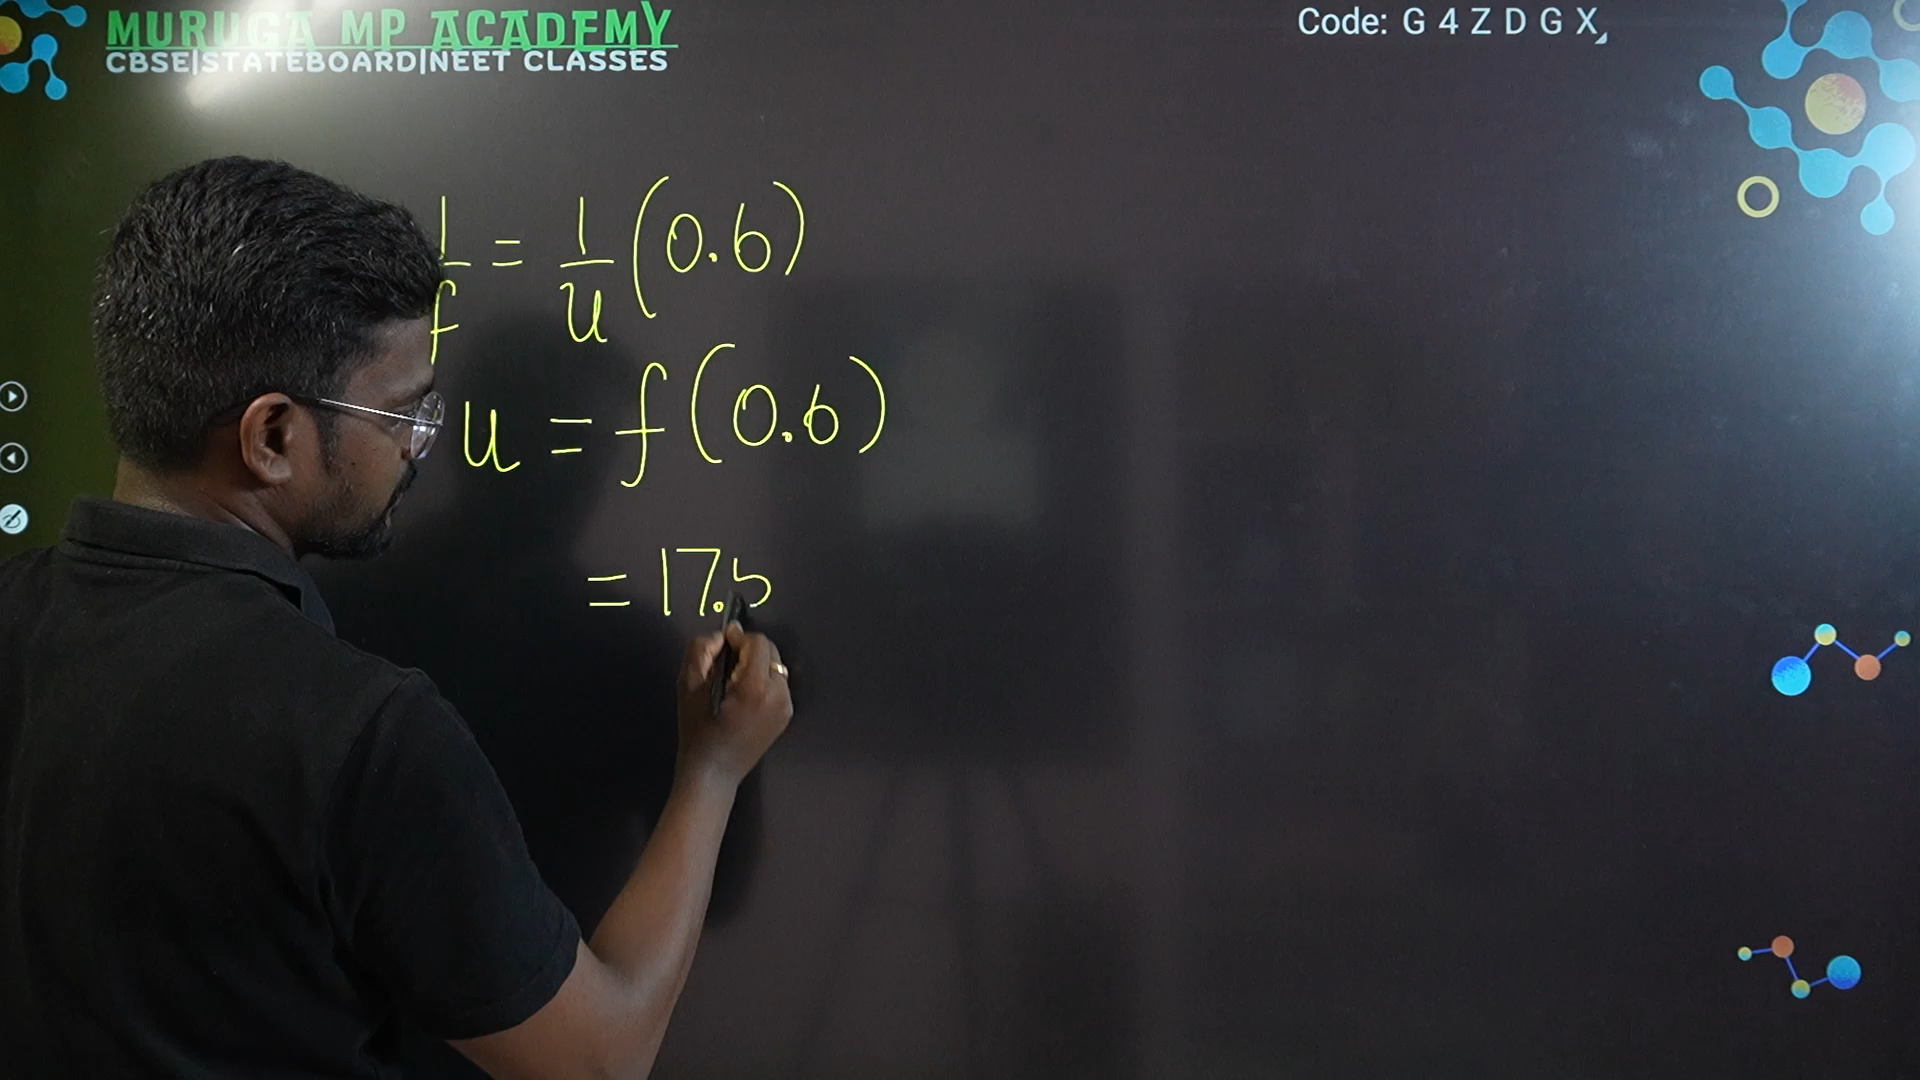 MURUGA MP ACADEMY
CBSE|STATEBOARD|NEET CLASSES
Code: G 4 Z D G X
1/f = 1/u (0.6)
u = f(0.6)
= 17.5